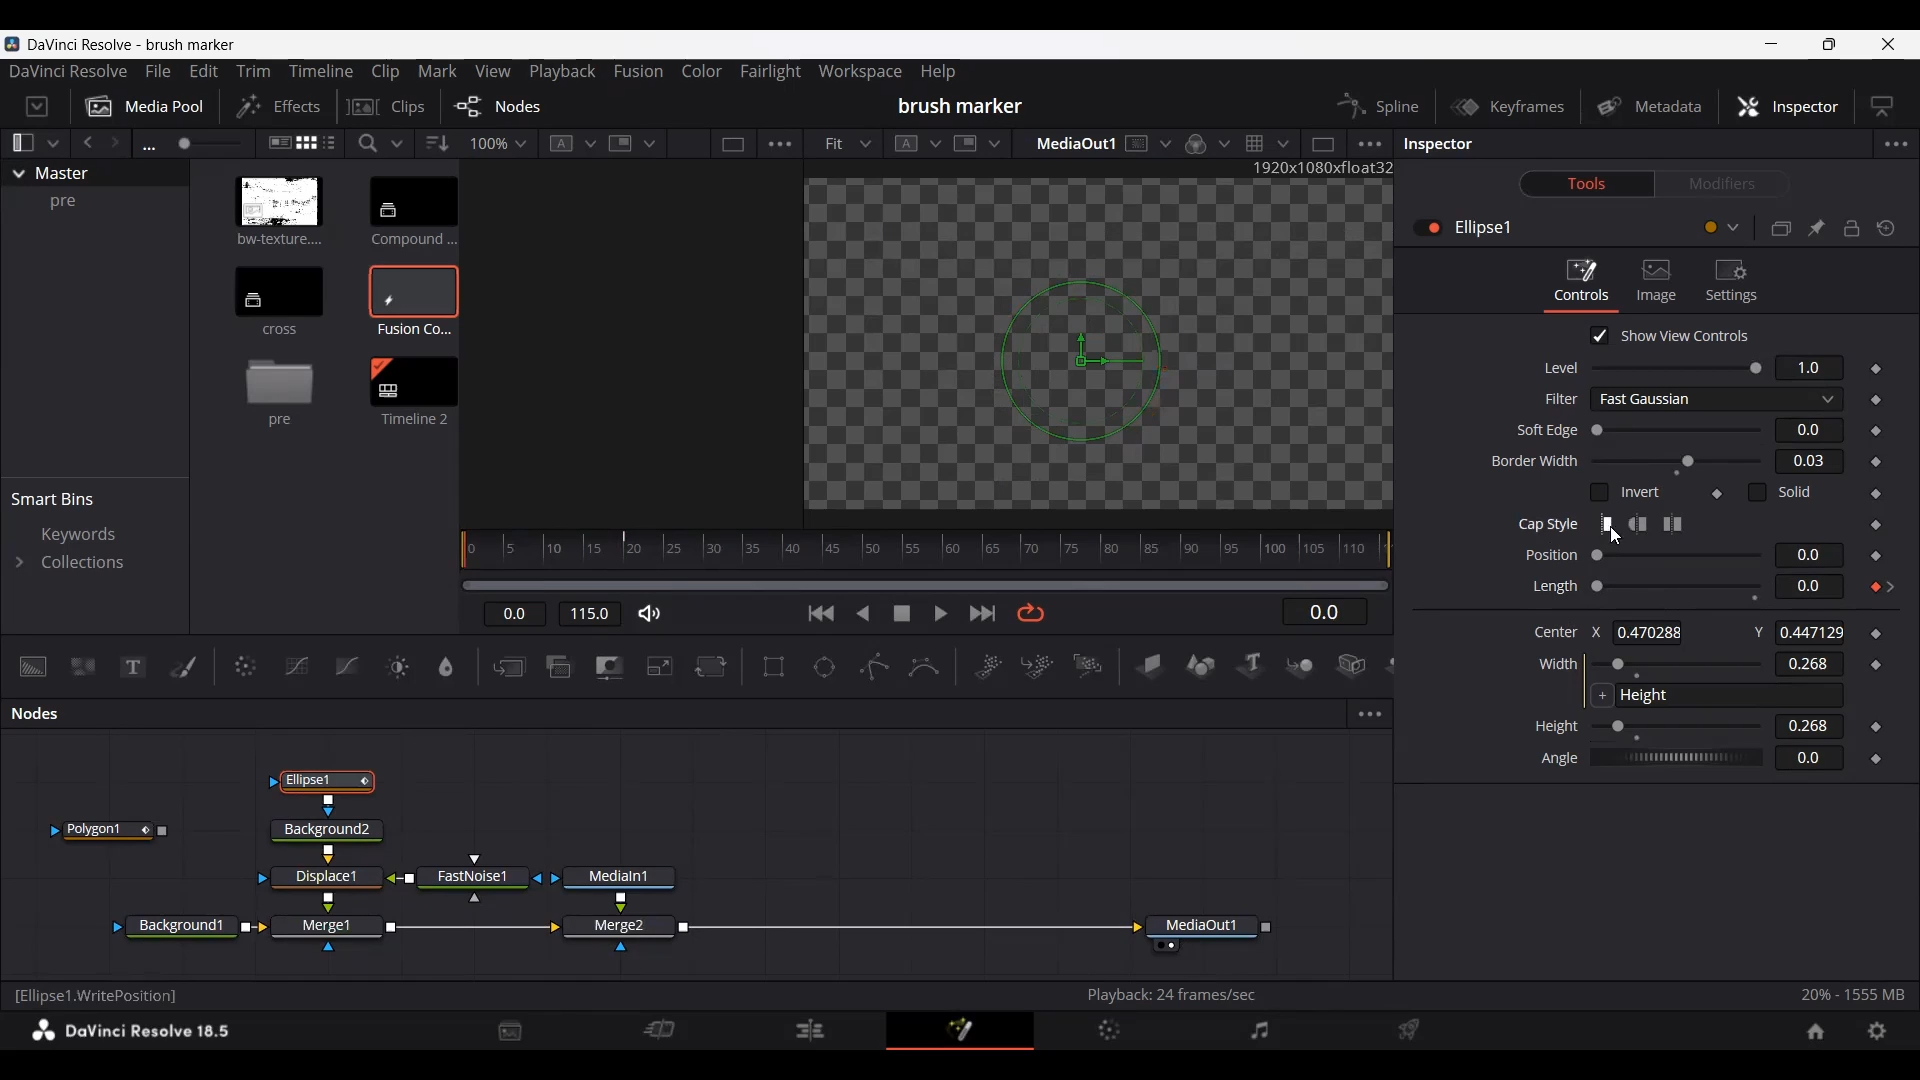 DaVinci Resolve - brush marker
DaVinci Resolve File Edit Trim Timeline Clip Mark View Playback Fusion Color Fairlight Workspace Help
Media Pool Effects Clips Nodes brush marker Spline Keyframes Metadata Inspector
... 100% A Fit A MediaOut1 Inspector
1920x1080xfloat32
Master
pre
bw-texture.... Compound ...
cross Fusion Co...
pre Timeline 2
Smart Bins
Keywords
Collections
Tools Modifiers
Ellipse1
Controls Image Settings
Show View Controls
Level 1.0
Filter Fast Gaussian
Soft Edge 0.0
Border Width 0.03
Invert Solid
Cap Style
Position 0.0
Length 0.0
Center X 0.470288 Y 0.447129
Width 0.268
+ Height
Height 0.268
Angle 0.0
0 5 10 15 20 25 30 35 40 45 50 55 60 65 70 75 80 85 90 95 100 105 110
0.0 115.0 0.0
T T
Nodes
Ellipse1
Polygon1 Background2
Displace1 FastNoise1 MediaIn1
Background1 Merge1 Merge2 MediaOut1
[Ellipse1.WritePosition] Playback: 24 frames/sec 20% - 1555 MB
DaVinci Resolve 18.5